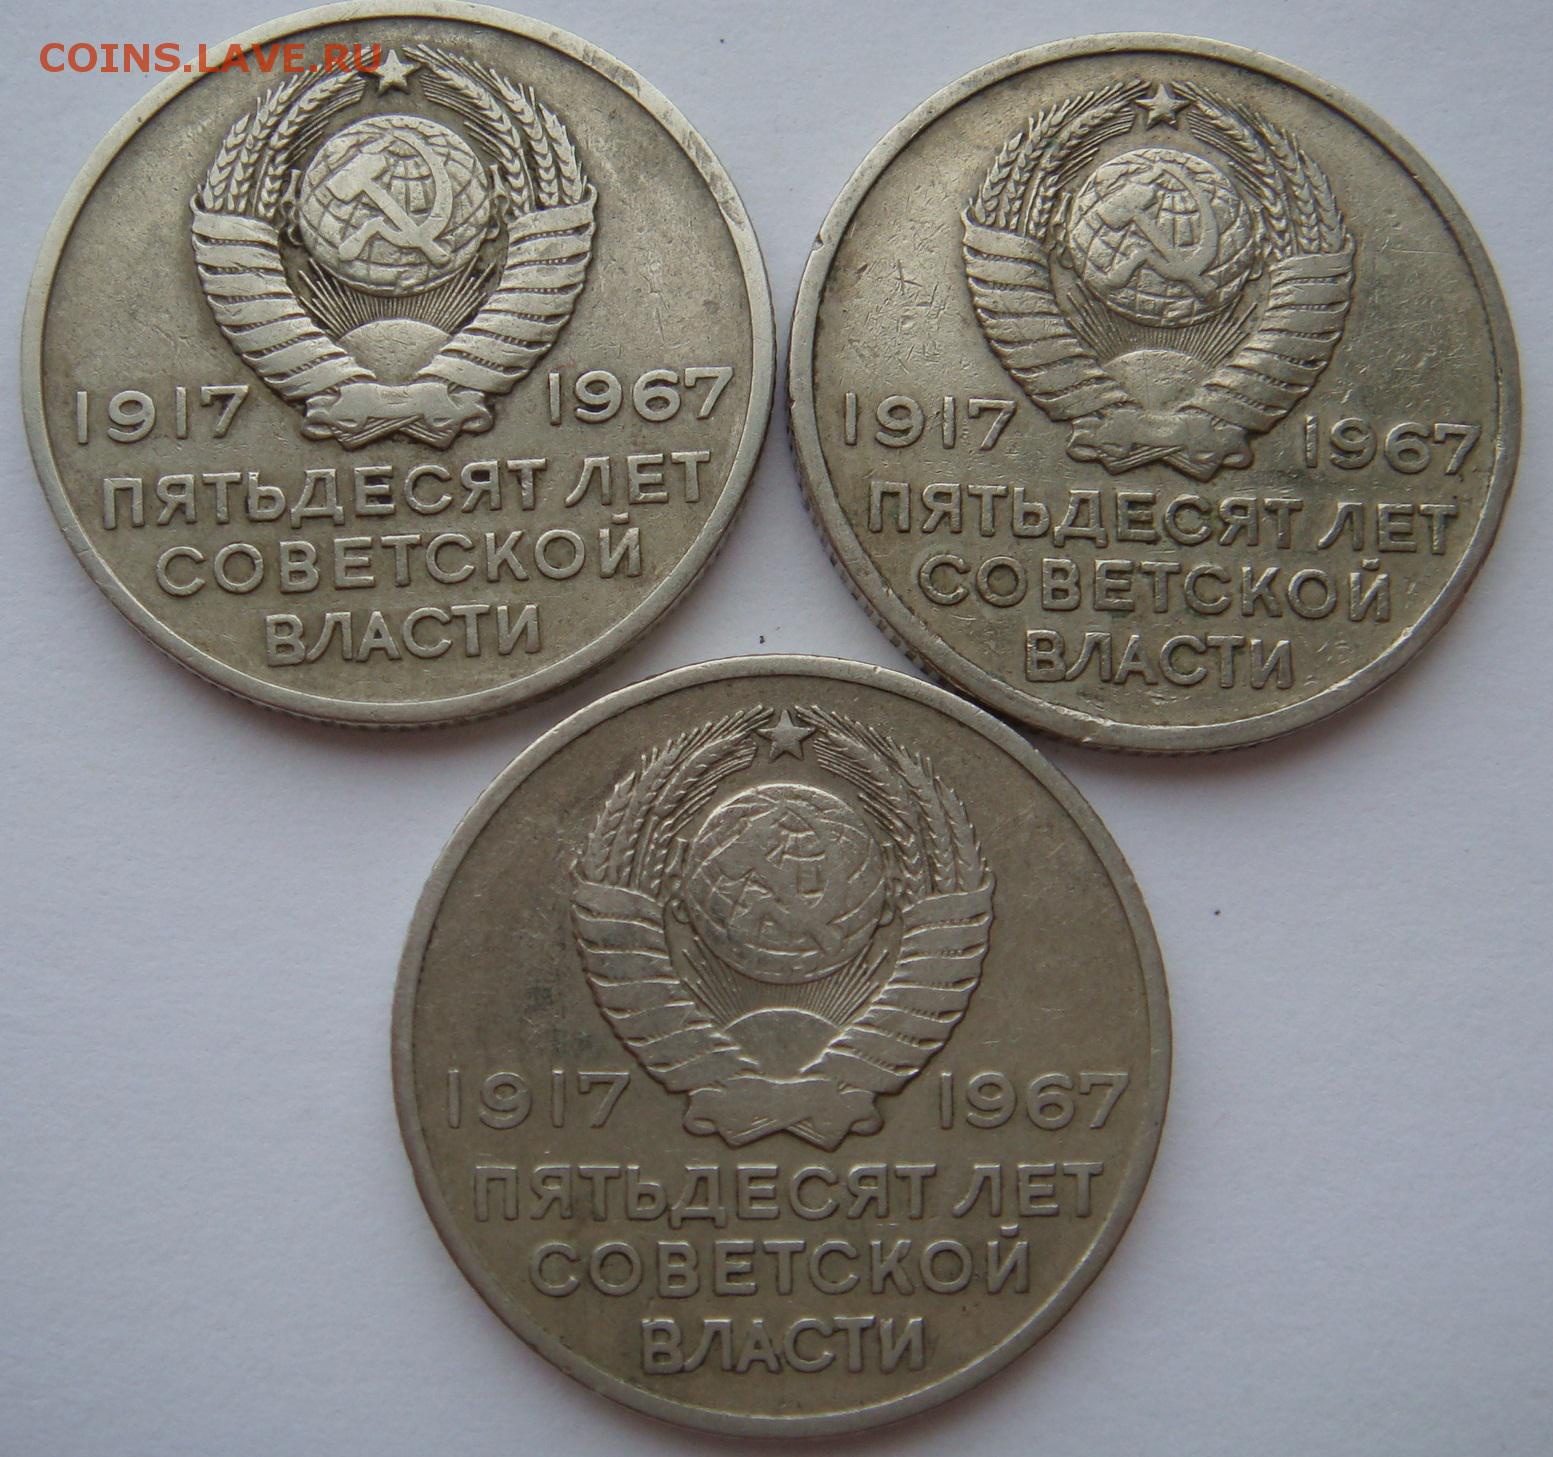 COINS.LAVE.RU
1917 1967
ПЯТЬДЕСЯТ ЛЕТ
СОВЕТСКОЙ
ВЛАСТИ
1917 1967
ПЯТЬДЕСЯТ ЛЕТ
СОВЕТСКОЙ
ВЛАСТИ
1917 1967
ПЯТЬДЕСЯТ ЛЕТ
СОВЕТСКОЙ
ВЛАСТИ